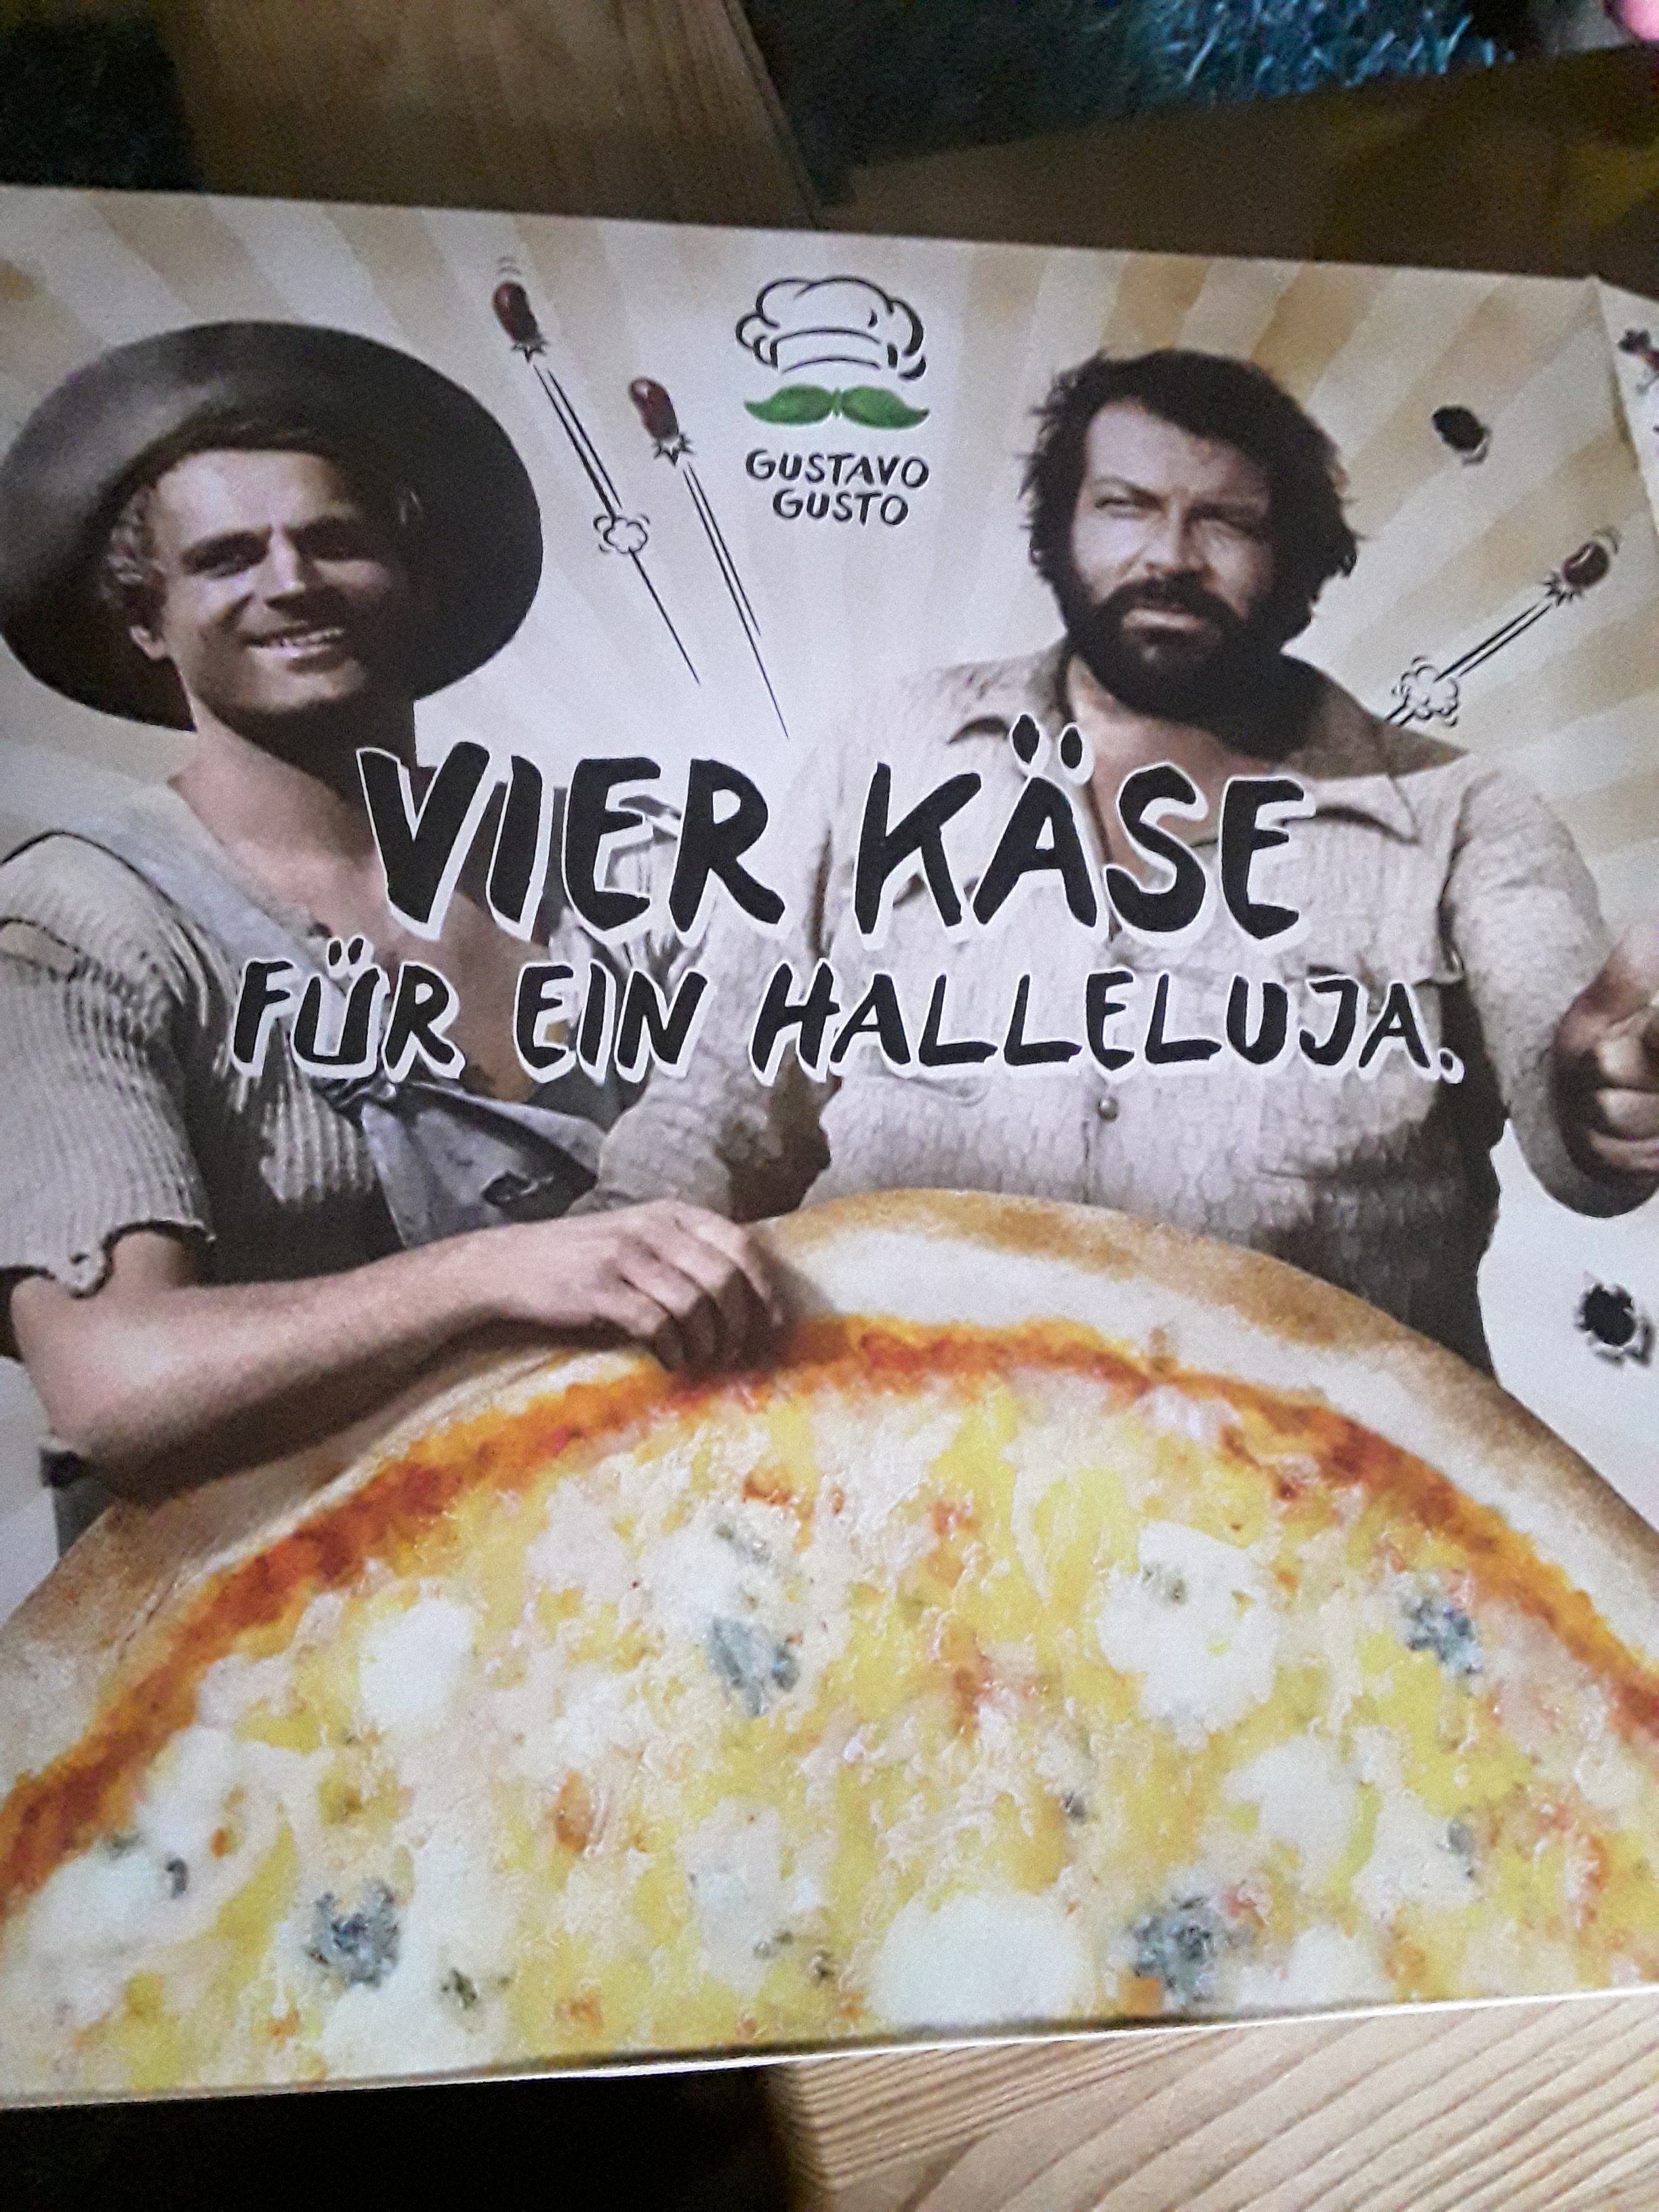 GUSTAVO
GUSTO
VIER KÄSE
FÜR EIN HALLELUJA.